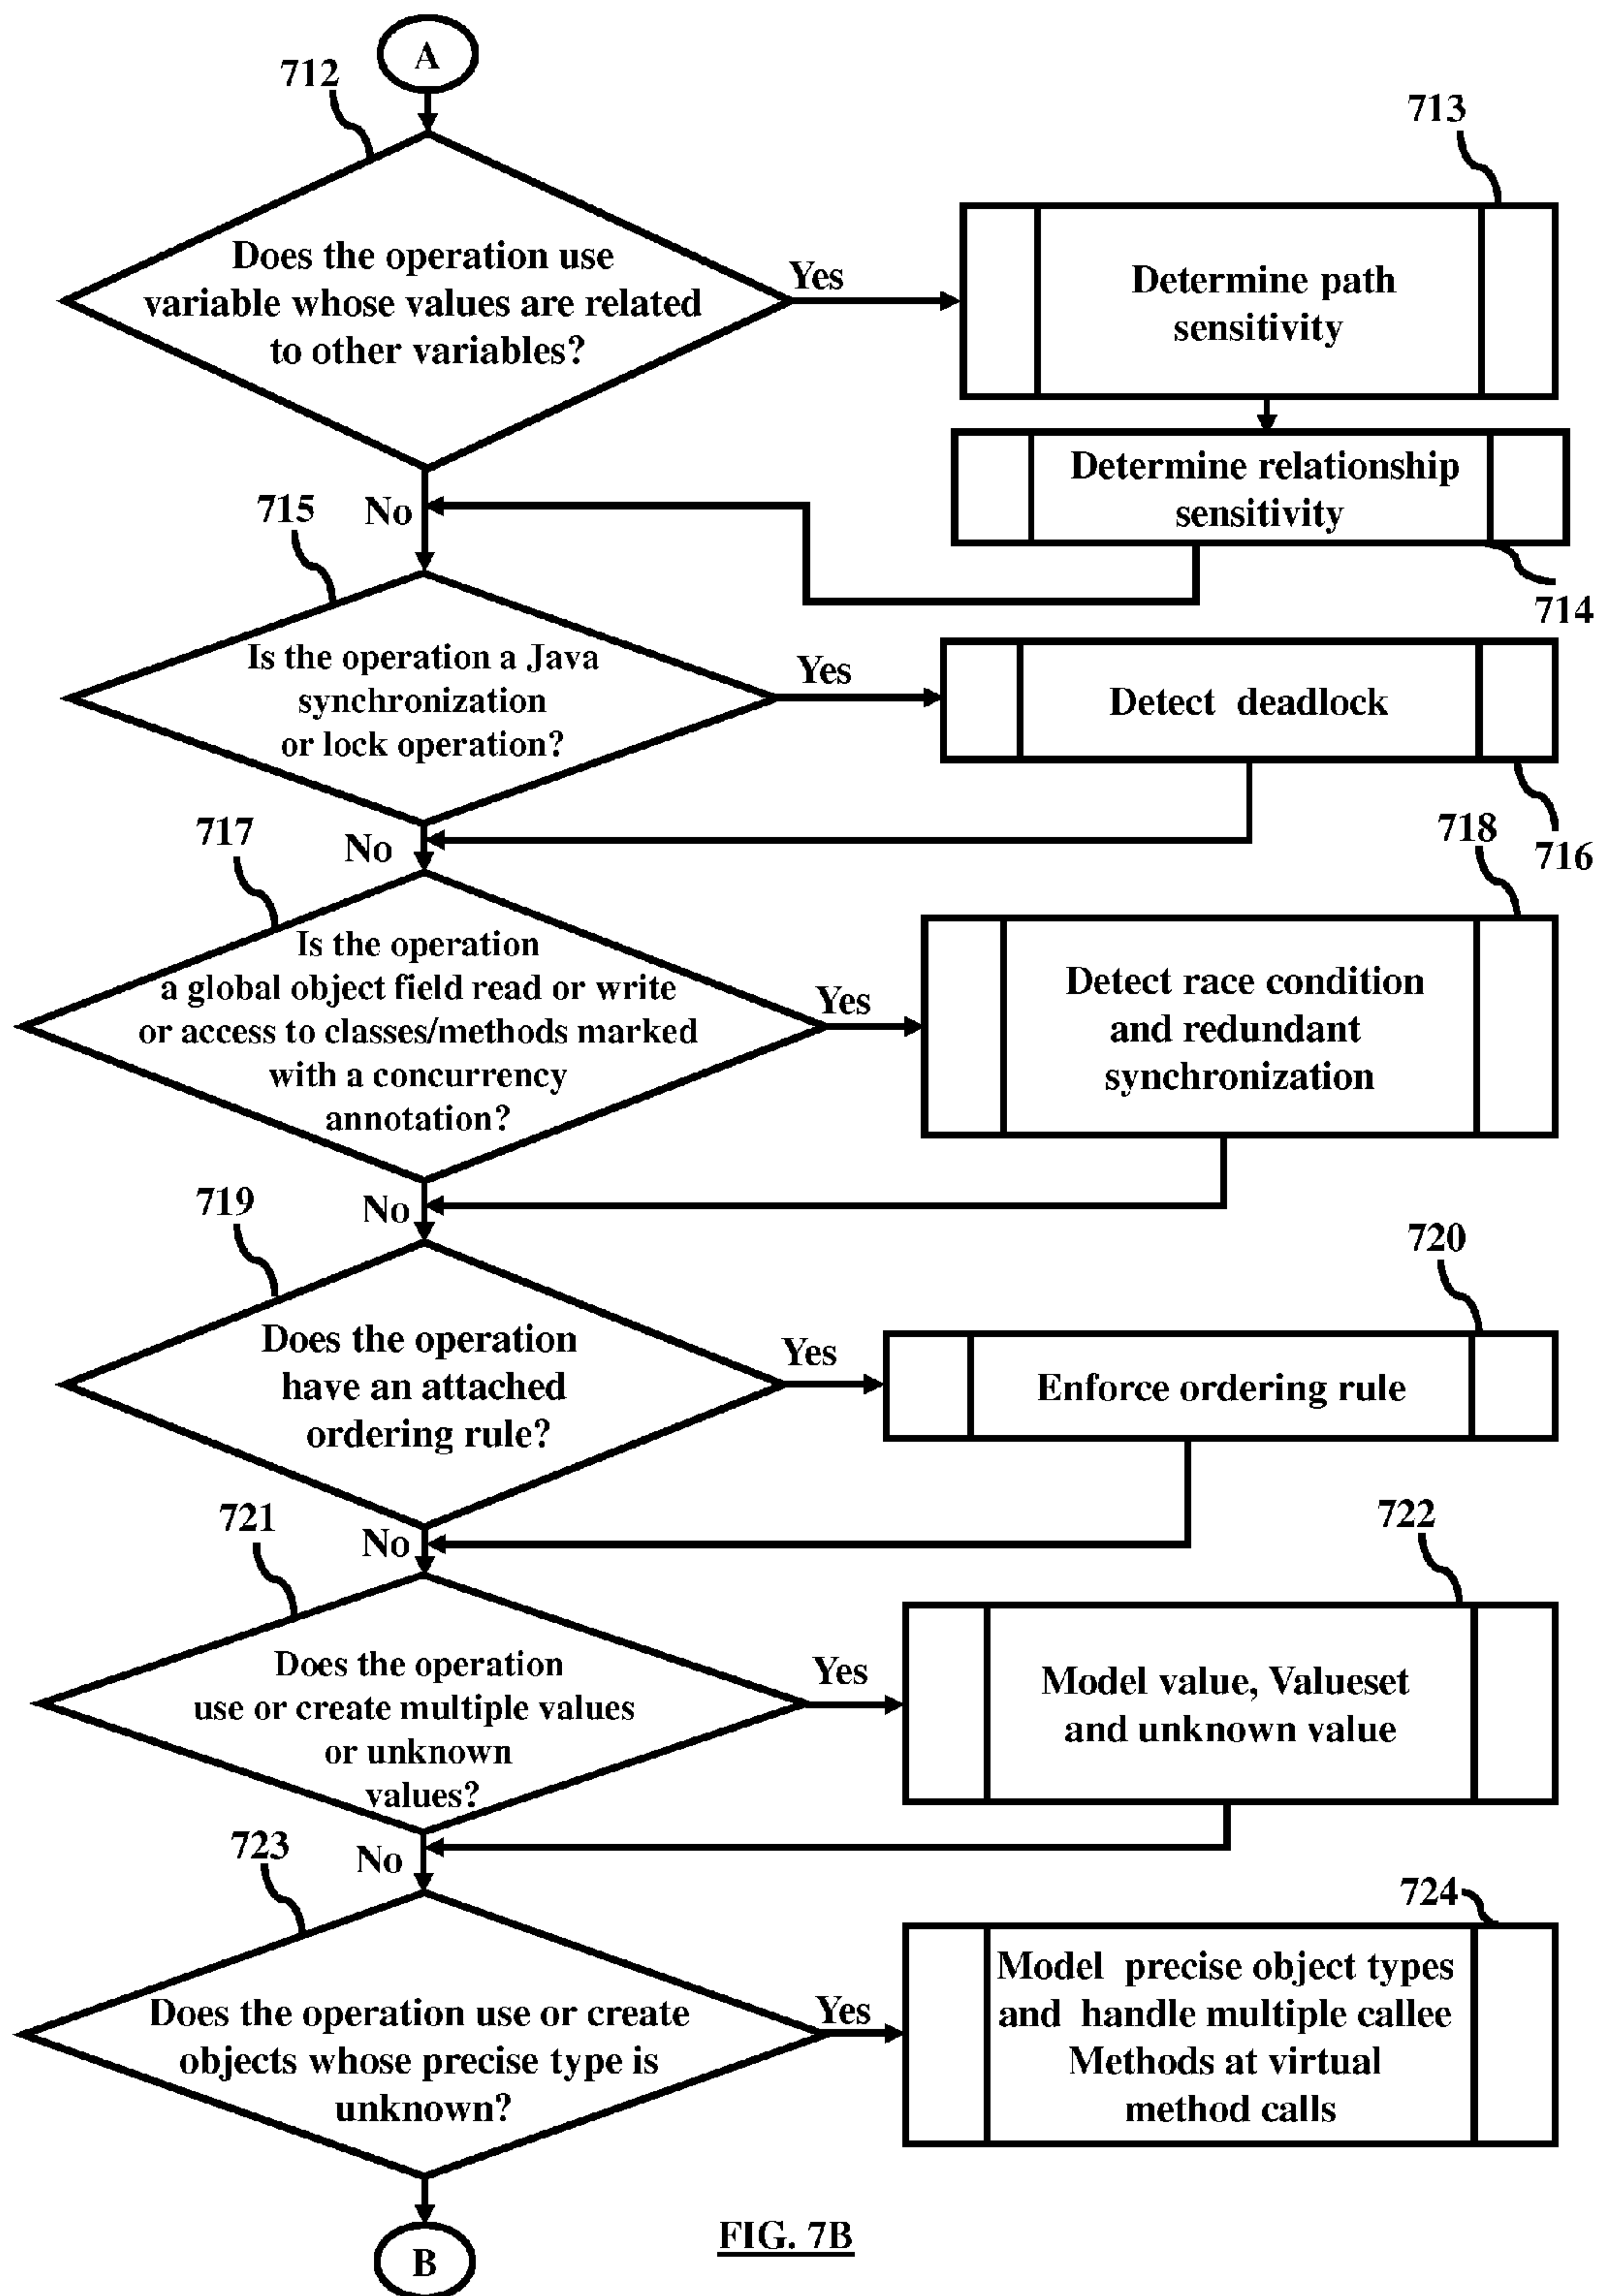 A
712
713
Does the operation use
variable whose values are related
to other variables?
Yes
Determine path
sensitivity
Determine relationship
sensitivity
714
No
715
Is the operation a Java
synchronization
or lock operation?
Yes
Detect deadlock
716
No
717
718
Is the operation
a global object field read or write
or access to classes/methods marked
with a concurrency
annotation?
Yes
Detect race condition
and redundant
synchronization
No
719
720
Does the operation
have an attached
ordering rule?
Yes
Enforce ordering rule
No
721
722
Does the operation
use or create multiple values
or unknown
values?
Yes
Model value, Valueset
and unknown value
No
723
724
Does the operation use or create
objects whose precise type is
unknown?
Yes
Model precise object types
and handle multiple callee
Methods at virtual
method calls
B
FIG. 7B